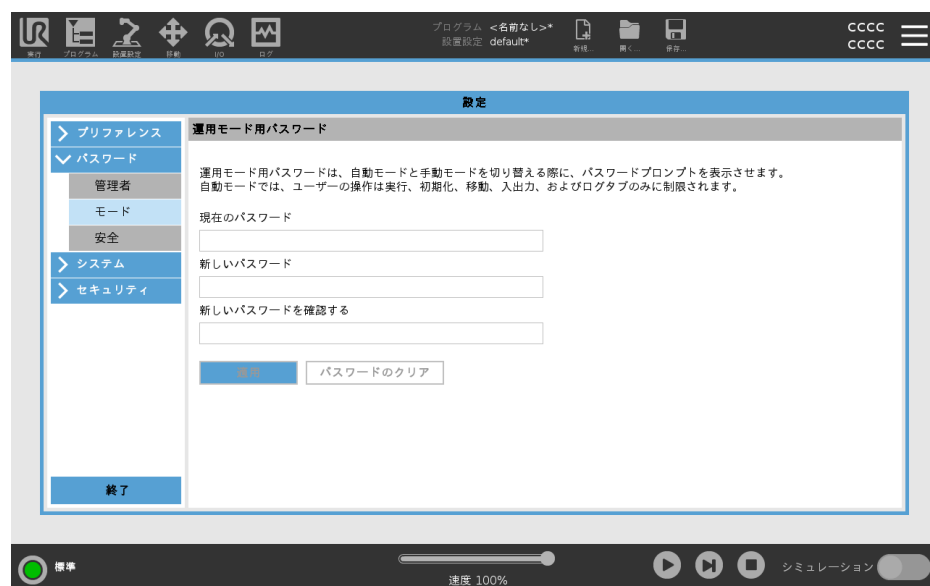 プログラム <名前なし>*
設置設定 default*
UR
実行
プログラム
設置設定
移動
I/O
ログ
新規...
開く...
保存...
CCCC
CCCC
設定
プリファレンス
パスワード
管理者
モード
安全
システム
セキュリティ
終了
運用モード用パスワード
運用モード用パスワードは、自動モードと手動モードを切り替える際に、パスワードプロンプトを表示させます。
自動モードでは、ユーザーの操作は実行、初期化、移動、入出力、およびログタブのみに制限されます。
現在のパスワード
新しいパスワード
新しいパスワードを確認する
適用 パスワードのクリア
標準
速度 100%
シミュレーション